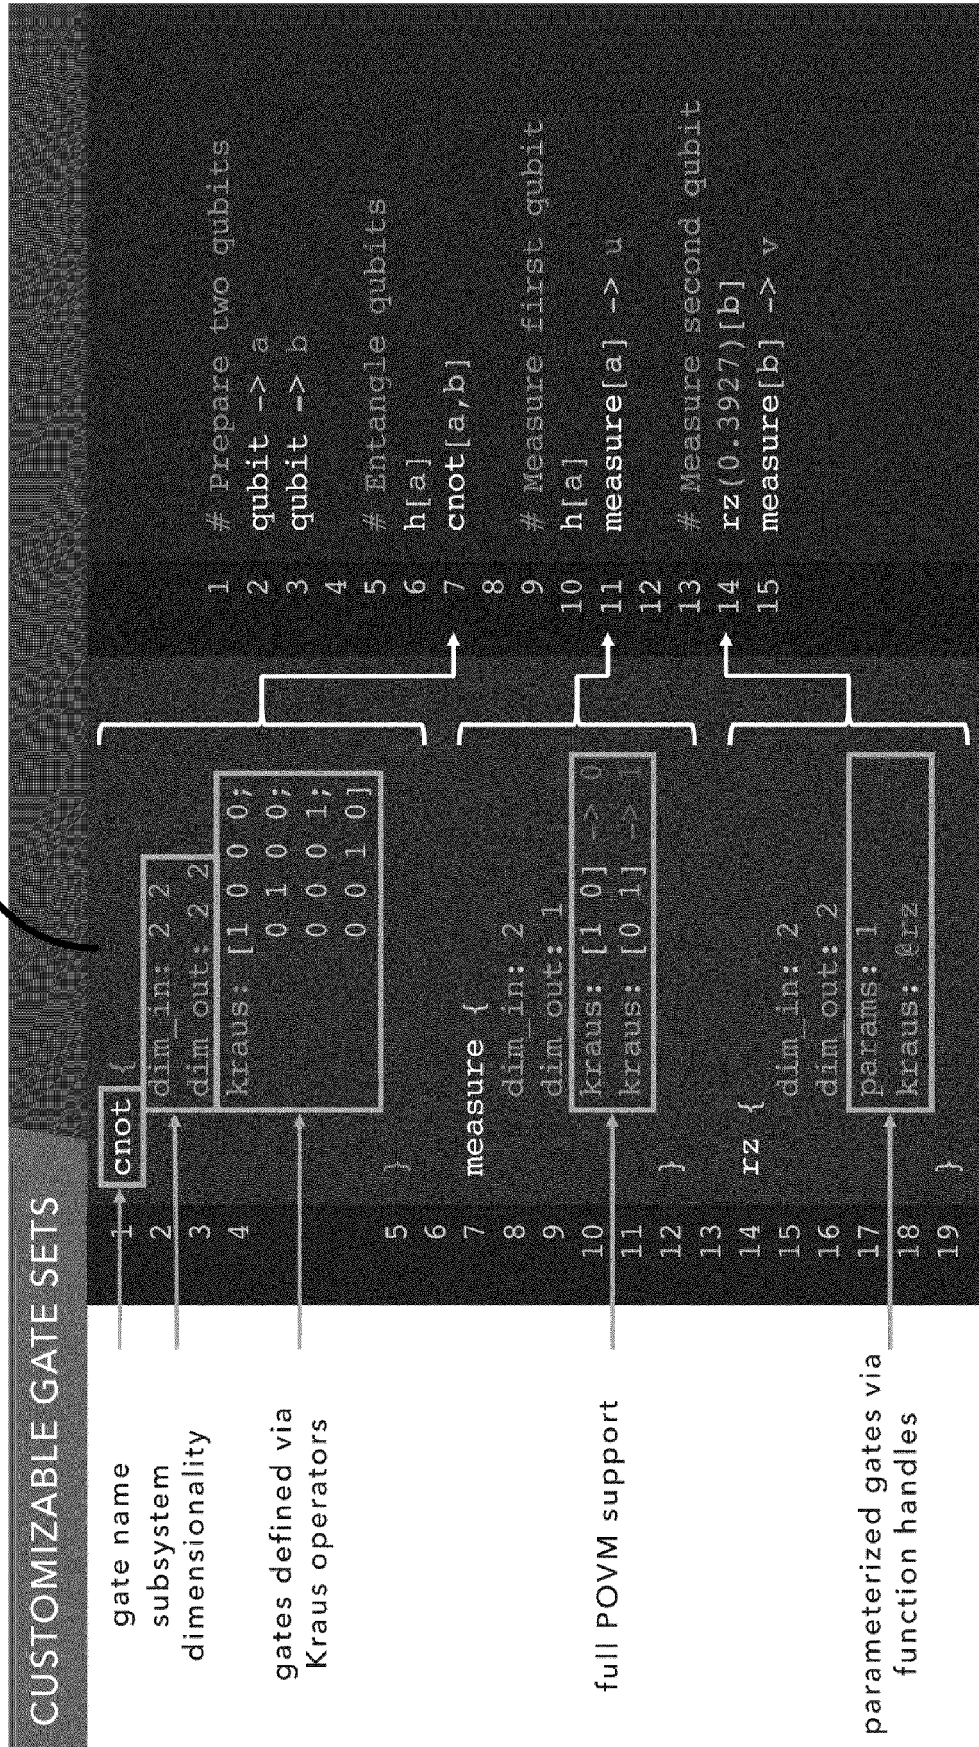 CUSTOMIZABLE GATE SETS
gate name
subsystem
dimensionality
gates defined via
Kraus operators
full POVM support
parameterized gates via
function handles
1 cnot {
2 dim_in: 2 2
3 dim_out: 2 2
4 kraus: [1 0 0 0;
0 1 0 0;
0 0 0 1;
0 0 1 0]
5 }
6
7 measure {
8 dim_in: 2
9 dim_out: 1
10 kraus: [1 0] -> 0
11 kraus: [0 1] -> 1
12 }
13
14 rz {
15 dim_in: 2
16 dim_out: 2
17 params: 1
18 kraus: @rz
19 }
1 # Prepare two qubits
2 qubit -> a
3 qubit -> b
4
5 # Entangle qubits
6 h[a]
7 cnot[a,b]
8
9 # Measure first qubit
10 h[a]
11 measure[a] -> u
12
13 # Measure second qubit
14 rz(0.3927)[b]
15 measure[b] -> v